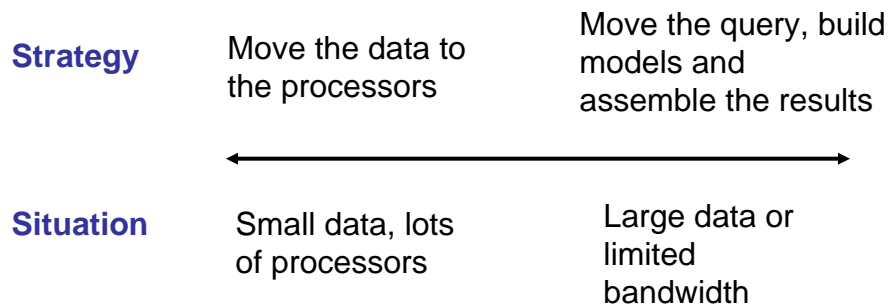 Strategy
Move the data to
the processors
Move the query, build
models and
assemble the results
Situation
Small data, lots
of processors
Large data or
limited
bandwidth